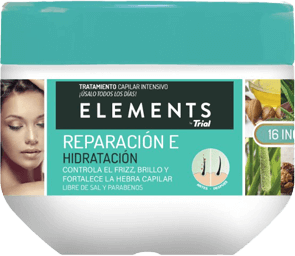 TRATAMIENTO CAPILAR INTENSIVO
¡ÚSALO TODOS LOS DÍAS!
ELEMENTS
by Trial
REPARACIÓN E
HIDRATACIÓN
CONTROLA EL FRIZZ, BRILLO Y
FORTALECE LA HEBRA CAPILAR
LIBRE DE SAL Y PARABENOS
16 IN